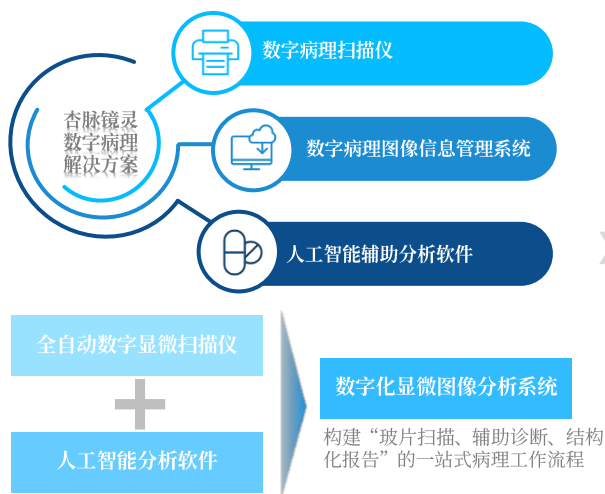 数字病理扫描仪
杏脉镜灵
数字病理
解决方案
数字病理图像信息管理系统
人工智能辅助分析软件
全自动数字显微扫描仪
人工智能分析软件
数字化显微图像分析系统
构建“玻片扫描、辅助诊断、结构
化报告”的一站式病理工作流程